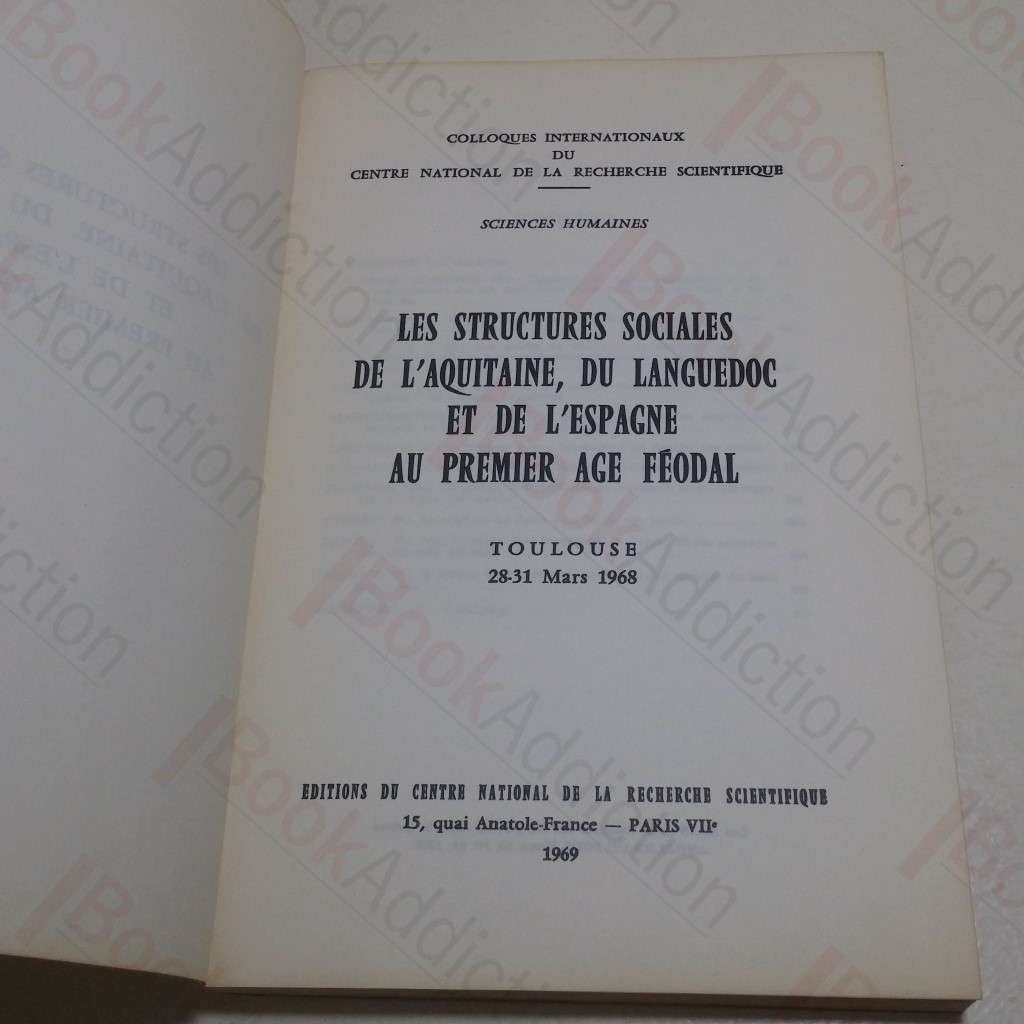 COLLOQUES INTERNATIONAUX
DU
CENTRE NATIONAL DE LA RECHERCHE SCIENTIFIQUE
SCIENCES HUMAINES
LES STRUCTURES SOCIALES
DE L'AQUITAINE, DU LANGUEDOC
ET DE L'ESPAGNE
AU PREMIER AGE FÉODAL
TOULOUSE
28-31 Mars 1968
EDITIONS DU CENTRE NATIONAL DE LA RECHERCHE SCIENTIFIQUE
15, quai Anatole-France — PARIS VIIe
1969
BookAddiction